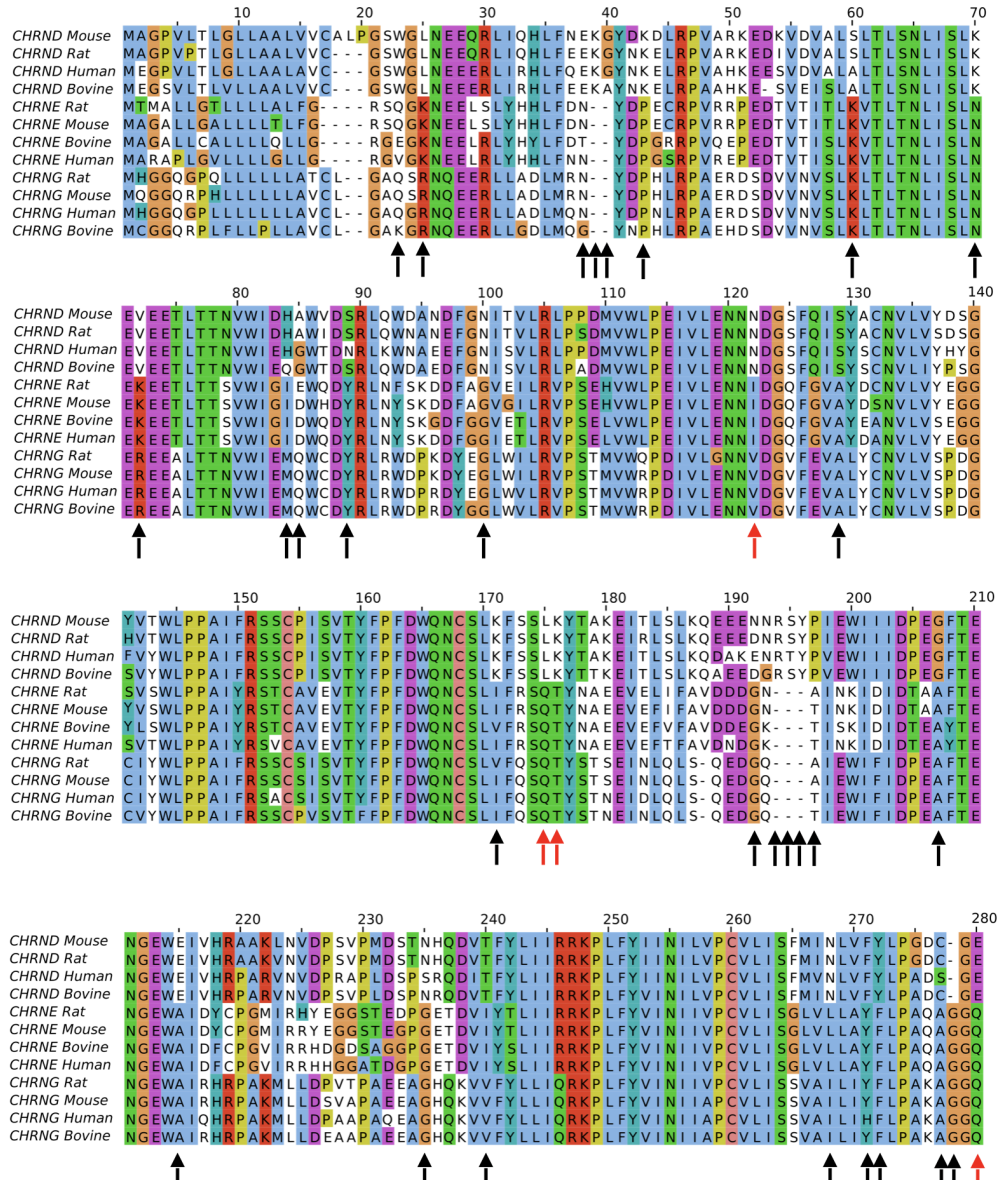 10 20 30 40 50 60 70
CHRND Mouse MAGPVLTLGLLAALVVCALPGSWGLNEEQRLIQHLFNEKGYDKDLRPVARKEDKVDVALSLTLSNLISLK
CHRND Rat MAGPVPTLGLLAALAVC---GSWGLNEEQRLIQHLFEEKGYNKELRPVARKEDIVDVALSLTLSNLISLK
CHRND Human MEGPVLTLGLLAALAVC---GSWGLNEEERLIRHLFQEKGYNKELRPVAHKEESVDVALALTLSNLISLK
CHRND Bovine MEGSVLTLVLLAALVVC---GSWGLNEEERLIRHLFEEKAYNKELRPVAHKE-SVEISLALTLSNLISLK
CHRNE Rat MTMALLGTLLLLALFG----RSQGKNEELSLYHHLFDN--YDPECRPVRRPEDTVTITLKVTLTNLISLN
CHRNE Mouse MAGALLGALLLLTLFG----RSQGKNEELSLYHHLFDN--YDPECRPVRRPEDTVTITLKVTLTNLISLN
CHRNE Bovine MAGALLCALLLLQLLG----RGEGKNEELRLYHYLFDT--YDPGRRPVQEPEDTVTISLKVTLTNLISLN
CHRNE Human MARAPLGVLLLLGLLG----RGVGKNEELRLYHHLFNN--YDPGSRPVREPEDTVTISLKVTLTNLISLN
CHRNG Rat MHGGQGPQLLLLLLATCL--GAQSRNQEERLLADLMRN--YDPHLRPAERDSDVVNVSLKLTLTNLISLN
CHRNG Mouse MQGGQRPHLLLLLLAVCL--GAQSRNQEERLLADLMRN--YDPHLRPAERDSDVVNVSLKLTLTNLISLN
CHRNG Human MHGGQGPLLLLLLLAVCL--GAQGRNQEERLLADLMQN--YDPNLRPAERDSDVVNVSLKLTLTNLISLN
CHRNG Bovine MCGGQRPLFLLPLLAVCL--GAKGRNQEERLLGDLMQG--YNPHLRPAEHDSDVVNVSLKLTLTNLISLN
80 90 100 110 120 130 140
CHRND Mouse EVEETLTTNVWIDHAWVDSRLQWDANDFGNITVLRLPPDMVWLPEIVLENNNDGSFQISYACNVLVYDSG
CHRND Rat EVEETLTTNVWIDHAWIDSRLQWNANEFGNITVLRLPSDMVWLPEIVLENNNDGSFQISYACNVLVSDSG
CHRND Human EVEETLTTNVWIEHGWTDNRLKWNAEEFGNISVLRLPPDMVWLPEIVLENNNDGSFQISYSCNVLVYHYG
CHRND Bovine EVEETLTTNVWIEQGWTDSRLQWDAEDFGNISVLRLPADMVWLPEIVLENNNDGSFQISYSCNVLIYPSG
CHRNE Rat EKEETLTTSVWIGIEWQDYRLNFSKDDFAGVEILRVPSEHVWLPEIVLENNIDGQFGVAYDCNVLVYEGG
CHRNE Mouse EKEETLTTSVWIGIDWHDYRLNYSKDDFAGVGILRVPSEHVWLPEIVLENNIDGQFGVAYDSNVLVYEGG
CHRNE Bovine EKEETLTTSVWIGIDWQDYRLNYSKGDFGGVETLRVPSELVWLPEIVLENNIDGQFGVAYEANVLVSEGG
CHRNE Human EKEETLTTSVWIGIDWQDYRLNYSKDDFGGIETLRVPSELVWLPEIVLENNIDGQFGVAYDANVLVYEGG
CHRNG Rat EREEALTTNVWIEMQWCDYRLRWDPKDYEGLWILRVPSTMVWQPDIVLGNNVDGVFEVALYCNVLVSPDG
CHRNG Mouse EREEALTTNVWIEMQWCDYRLRWDPKDYEGLWILRVPSTMVWRPDIVLENNVDGVFEVALYCNVLVSPDG
CHRNG Human EREEALTTNVWIEMQWCDYRLRWDPRDYEGLWVLRVPSTMVWRPDIVLENNVDGVFEVALYCNVLVSPDG
CHRNG Bovine EREEALTTNVWIEMQWCDYRLRWDPRDYGGLWVLRVPSTMVWRPDIVLENNVDGVFEVALYCNVLVSPDG
150 160 170 180 190 200 210
CHRND Mouse YVTWLPPAIFRSSCPISVTYFPFDWQNCSLKFSSLKYTAKEITLSLKQEEENNRSYPIEWIIIDPEGFTE
CHRND Rat HVTWLPPAIFRSSCPISVTYFPFDWQNCSLKFSSLKYTAKEITLSLKQEEEDNRSYPIEWIIIDPEGFTE
CHRND Human FVYWLPPAIFRSSCPISVTYFPFDWQNCSLKFSSLKYTAKEITLSLKQDAKENRTYPVEWIIIDPEGFTE
CHRND Bovine SVYWLPPAIFRSSCPISVTYFPFDWQNCSLKFSSLKYTTKEITLSLKQAEEDGRSYPVEWIIIDPEGFTE
CHRNE Rat SVSWLPPAIYRSTCAVEVTYFPFDWQNCSLIFRSQTYNAEEVELIFAVDDDGN---AINKIDIDTAAFTE
CHRNE Mouse YVSWLPPAIYRSTCAVEVTYFPFDWQNCSLIFRSQTYNAEEVEFIFAVDDDGN---TINKIDIDTAAFTE
CHRNE Bovine YLSWLPPAIYRSTCAVEVTYFPFDWQNCSLVFRSQTYNAEEVEFVFAVDDEGK---TISKIDIDTEAYTE
CHRNE Human SVTWLPPAIYRSVCAVEVTYFPFDWQNCSLIFRSQTYNAEEVEFTFAVDNDGK---TINKIDIDTEAYTE
CHRNG Rat CIYWLPPAIFRSSCSISVTYFPFDWQNCSLVFQSQTYSTSEINLQLS-QEDGQ---AIEWIFIDPEAFTE
CHRNG Mouse CIYWLPPAIFRSSCSISVTYFPFDWQNCSLIFQSQTYSTSEINLQLS-QEDGQ---AIEWIFIDPEAFTE
CHRNG Human CIYWLPPAIFRSACSISVTYFPFDWQNCSLIFQSQTYSTNEIDLQLS-QEDGQ---TIEWIFIDPEAFTE
CHRNG Bovine CVYWLPPAIFRSSCPVSVTFFPFDWQNCSLIFQSQTYSTNEINLQLS-QEDGQ---TIEWIFIDPEAFTE
220 230 240 250 260 270 280
CHRND Mouse NGEWEIVHRAAKLNVDPSVPMDSTNHQDVTFYLIIRRKPLFYIINILVPCVLISFMINLVFYLPGDC-GE
CHRND Rat NGEWEIVHRAAKLNVDPSVPMDSTNHQDVTFYLIIRRKPLFYIINILVPCVLISFMINLVFYLPGDC-GE
CHRND Human NGEWEIVHRPARVNVDPRAPLDSPSRQDITFYLIIRRKPLFYIINILVPCVLISFMVNLVFYLPADS-GE
CHRND Bovine NGEWEIVHRPARVNVDPSVPLDSPNRQDVTFYLIIRRKPLFYVINILVPCVLISFMINLVFYLPADC-GE
CHRNE Rat NGEWAIDYCPGMIRHYEGGSTEDPGETDVIYTLIIRRKPLFYVINIIVPCVLISGLVLLAYFLPAQAGGQ
CHRNE Mouse NGEWAIDYCPGMIRRYEGGSTEGPGETDVIYTLIIRRKPLFYVINIIVPCVLISGLVLLAYFLPAQAGGQ
CHRNE Bovine NGEWAIDFCPGVIRRHDGDSAGGPGETDVIYSLIIRRKPLFYVINIIVPCVLISGLVLLAYFLPAQAGGQ
CHRNE Human NGEWAIDFCPGVIRRHHGGATDGPGETDVIYSLIIRRKPLFYVINIIVPCVLISGLVLLAYFLPAQAGGQ
CHRNG Rat NGEWAIRHRPAKMLLDPVTPAEEAGHQKVVFYLLIQRKPLFYVINIIAPCVLISSVAILIYFLPAKAGGQ
CHRNG Mouse NGEWAIRHRPAKMLLDSVAPAEEAGHQKVVFYLLIQRKPLFYVINIIAPCVLISSVAILIYFLPAKAGGQ
CHRNG Human NGEWAIQHRPAKMLLDPAAPAQEAGHQKVVFYLLIQRKPLFYVINIIAPCVLISSVAILIHFLPAKAGGQ
CHRNG Bovine NGEWAIRHRPAKMLLDEAAPAEEAGHQKVVFYLLIQRKPLFYVINIIAPCVLISSVAILIYFLPAKAGGQ